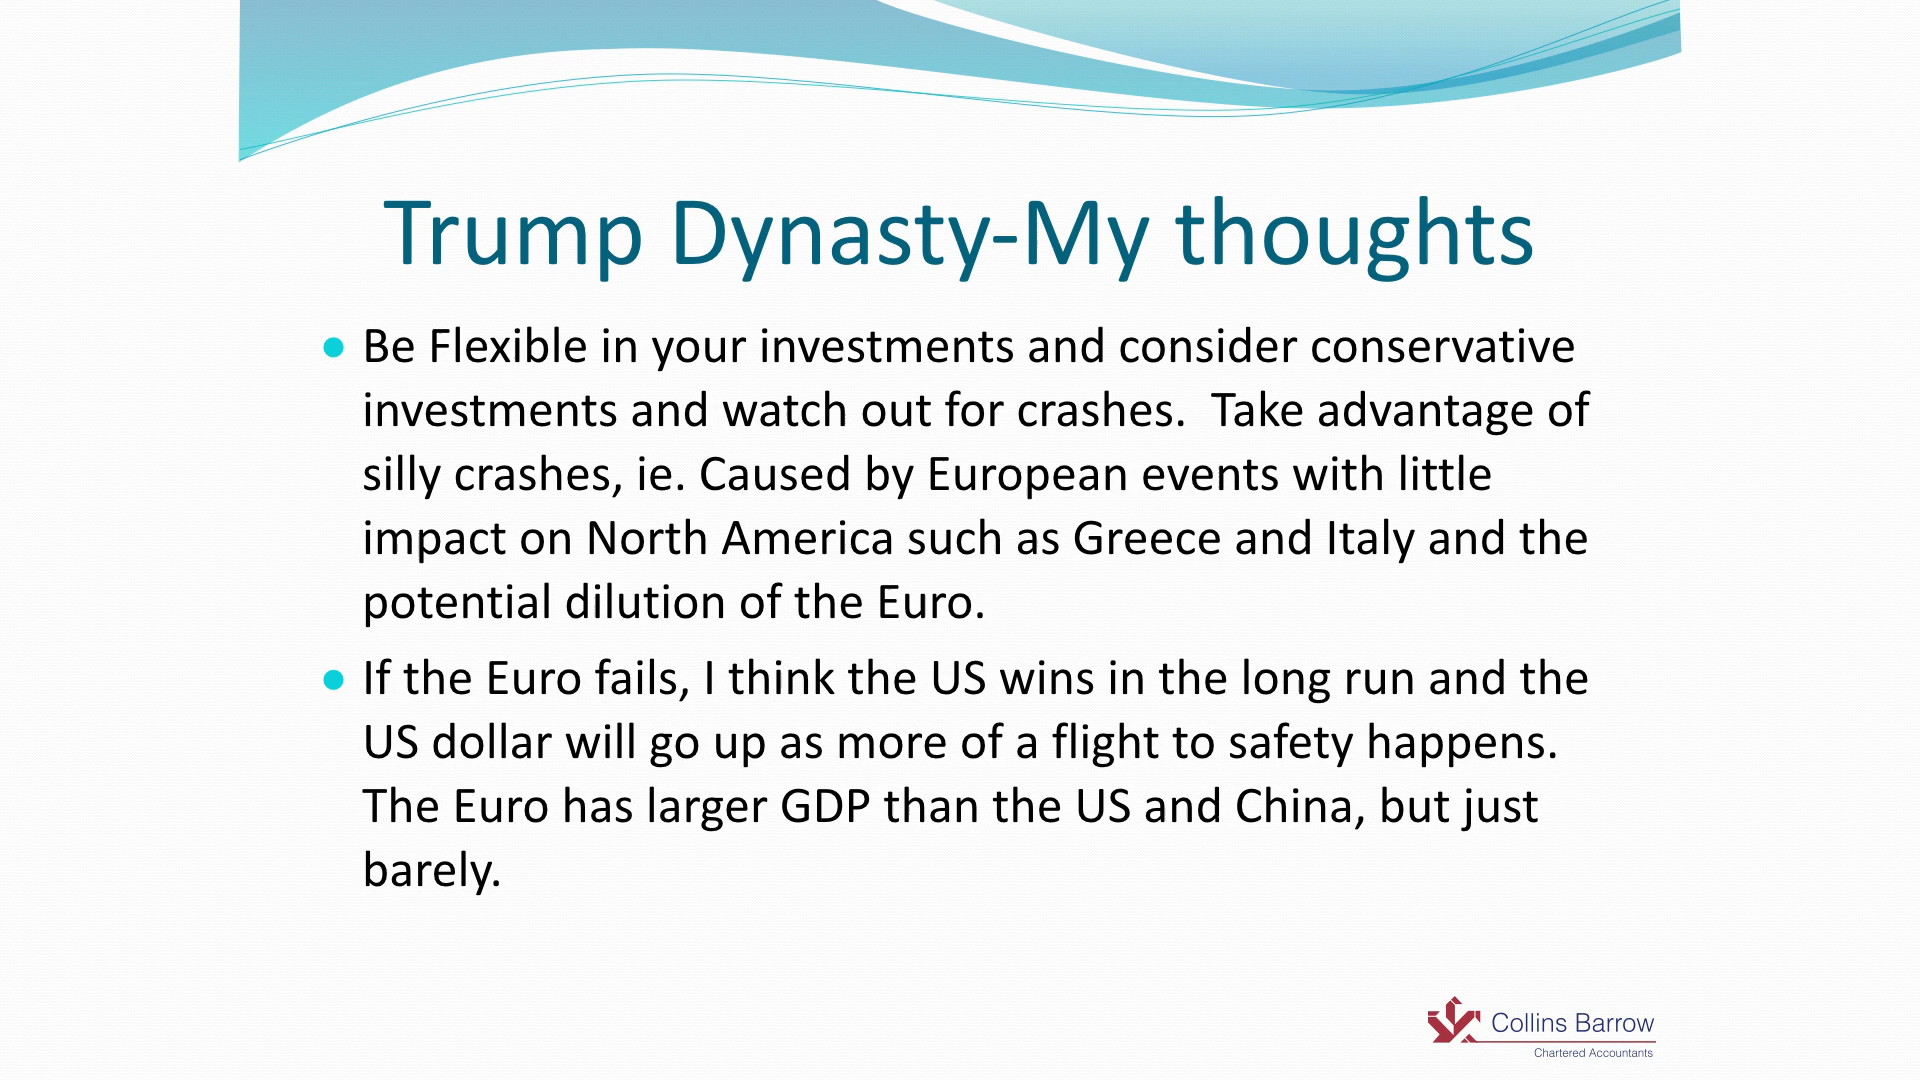 Trump Dynasty-My thoughts
• Be Flexible in your investments and consider conservative
investments and watch out for crashes.  Take advantage of
silly crashes, ie. Caused by European events with little
impact on North America such as Greece and Italy and the
potential dilution of the Euro.
• If the Euro fails, I think the US wins in the long run and the
US dollar will go up as more of a flight to safety happens.
The Euro has larger GDP than the US and China, but just
barely.
Collins Barrow
Chartered Accountants